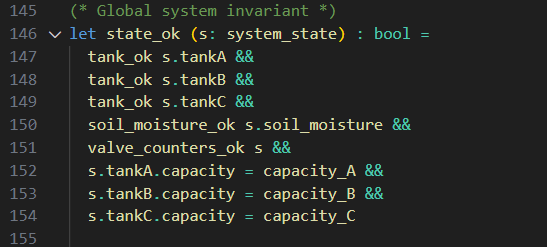 145 (* Global system invariant *)
146 let state_ok (s: system_state) : bool =
147 tank_ok s.tankA &&
148 tank_ok s.tankB &&
149 tank_ok s.tankC &&
150 soil_moisture_ok s.soil_moisture &&
151 valve_counters_ok s &&
152 s.tankA.capacity = capacity_A &&
153 s.tankB.capacity = capacity_B &&
154 s.tankC.capacity = capacity_C
155